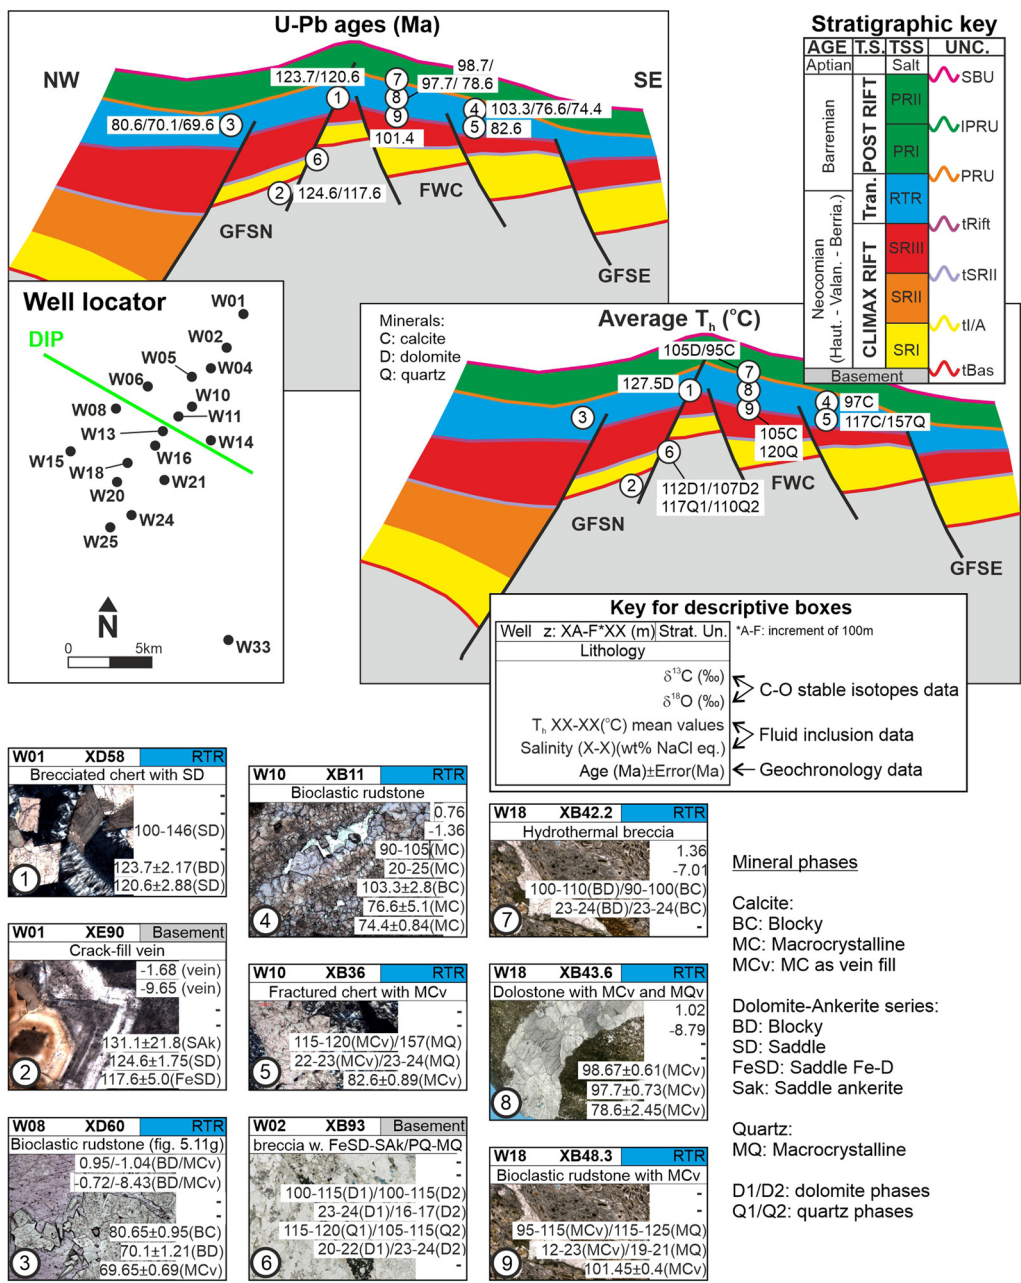 U-Pb ages (Ma)
NW
SE
123.7/120.6
1
7
8
9
98.7/
97.7/ 78.6
4
103.3/76.6/74.4
5
82.6
80.6/70.1/69.6
3
101.4
6
2
124.6/117.6
FWC
GFSN
GFSE
Stratigraphic key
AGE T.S. TSS UNC.
Aptian
Barremian
Neocomian
(Haut. - Valan. - Berria.)
POST RIFT
Tran.
CLIMAX RIFT
Salt
PRII
PRI
RTR
SRIII
SRII
SRI
Basement
SBU
IPRU
PRU
tRift
tSRII
tI/A
tBas
Well locator
DIP
W01
W02
W05
W04
W06
W10
W08
W11
W13
W14
W15
W16
W18
W20
W21
W24
W25
N
0 5km
W33
Average Th (°C)
Minerals:
C: calcite
D: dolomite
Q: quartz
105D/95C
127.5D
1
7
8
9
4
97C
5
117C/157Q
3
105C
120Q
6
2
112D1/107D2
117Q1/110Q2
FWC
GFSN
GFSE
Key for descriptive boxes
Well z: XA-F*XX (m) Strat. Un.
*A-F: increment of 100m
Lithology
δ13C (‰)
δ18O (‰)
C-O stable isotopes data
Th XX-XX(°C) mean values
Salinity (X-X)(wt% NaCl eq.)
Fluid inclusion data
Age (Ma)±Error(Ma)
Geochronology data
W01 XD58 RTR
Brecciated chert with SD
-
-
100-146(SD)
-
123.7±2.17(BD)
120.6±2.88(SD)
1
W01 XE90 Basement
Crack-fill vein
-1.68 (vein)
-9.65 (vein)
-
-
131.1±21.8(SAk)
124.6±1.75(SD)
117.6±5.0(FeSD)
2
W08 XD60 RTR
Bioclastic rudstone (fig. 5.11g)
0.95/-1.04(BD/MCv)
-0.72/-8.43(BD/MCv)
-
-
80.65±0.95(BC)
70.1±1.21(BD)
69.65±0.69(MCv)
3
W10 XB11 RTR
Bioclastic rudstone
0.76
-1.36
90-105(MC)
20-25(MC)
103.3±2.8(BC)
76.6±5.1(MC)
74.4±0.84(MC)
4
W10 XB36 RTR
Fractured chert with MCv
-
-
115-120(MCv)/157(MQ)
22-23(MCv)/23-24(MQ)
82.6±0.89(MCv)
5
W02 XB93 Basement
breccia w. FeSD-SAk/PQ-MQ
-
-
100-115(D1)/100-115(D2)
23-24(D1)/16-17(D2)
115-120(Q1)/105-115(Q2)
20-22(D1)/23-24(D2)
-
6
W18 XB42.2 RTR
Hydrothermal breccia
1.36
-7.01
100-110(BD)/90-100(BC)
23-24(BD)/23-24(BC)
-
7
W18 XB43.6 RTR
Dolostone with MCv and MQv
1.02
-8.79
-
-
98.67±0.61(MCv)
97.7±0.73(MCv)
78.6±2.45(MCv)
8
W18 XB48.3 RTR
Bioclastic rudstone with MCv
-
-
95-115(MCv)/115-125(MQ)
12-23(MCv)/19-21(MQ)
101.45±0.4(MCv)
9
Mineral phases
Calcite:
BC: Blocky
MC: Macrocrystalline
MCv: MC as vein fill
Dolomite-Ankerite series:
BD: Blocky
SD: Saddle
FeSD: Saddle Fe-D
Sak: Saddle ankerite
Quartz:
MQ: Macrocrystalline
D1/D2: dolomite phases
Q1/Q2: quartz phases